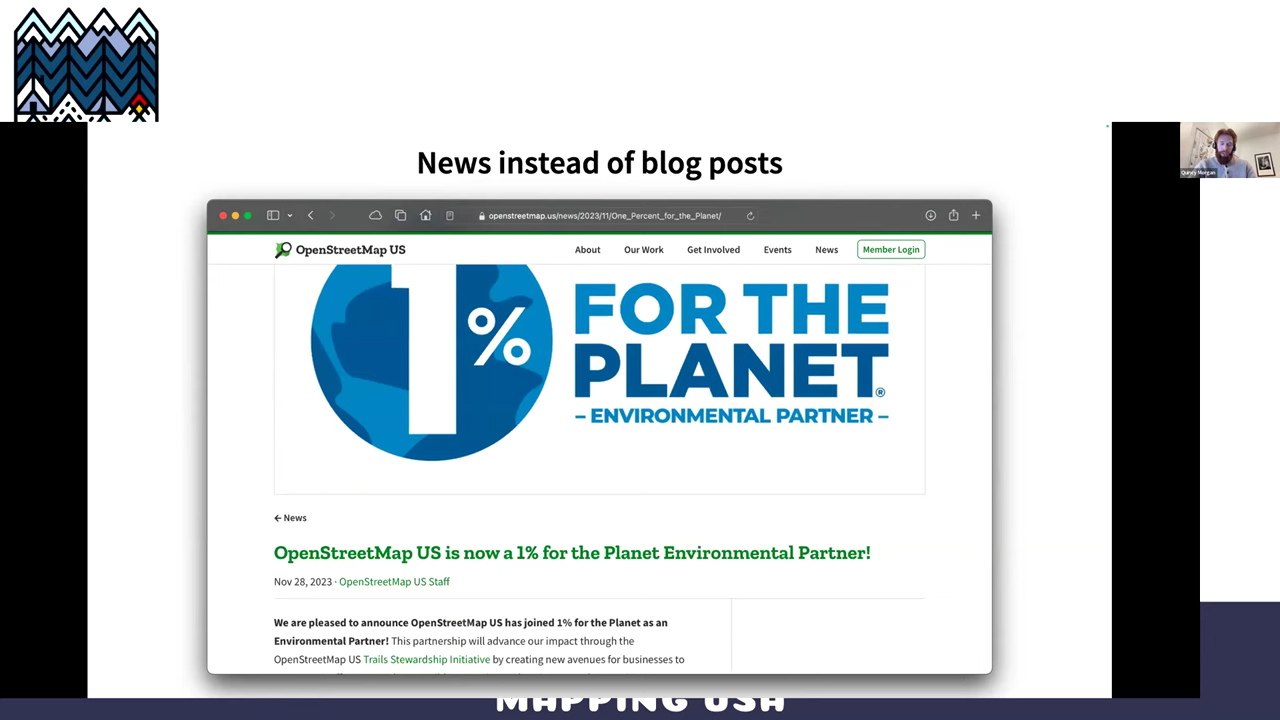 News instead of blog posts
Quincy Morgan
openstreetmap.us/news/2023/11/One_Percent_for_the_Planet/
OpenStreetMap US
About Our Work Get Involved Events News Member Login
1%
FOR THE
PLANET®
– ENVIRONMENTAL PARTNER –
← News
OpenStreetMap US is now a 1% for the Planet Environmental Partner!
Nov 28, 2023 · OpenStreetMap US Staff
We are pleased to announce OpenStreetMap US has joined 1% for the Planet as an
Environmental Partner! This partnership will advance our impact through the
OpenStreetMap US Trails Stewardship Initiative by creating new avenues for businesses to
MAPPING USA